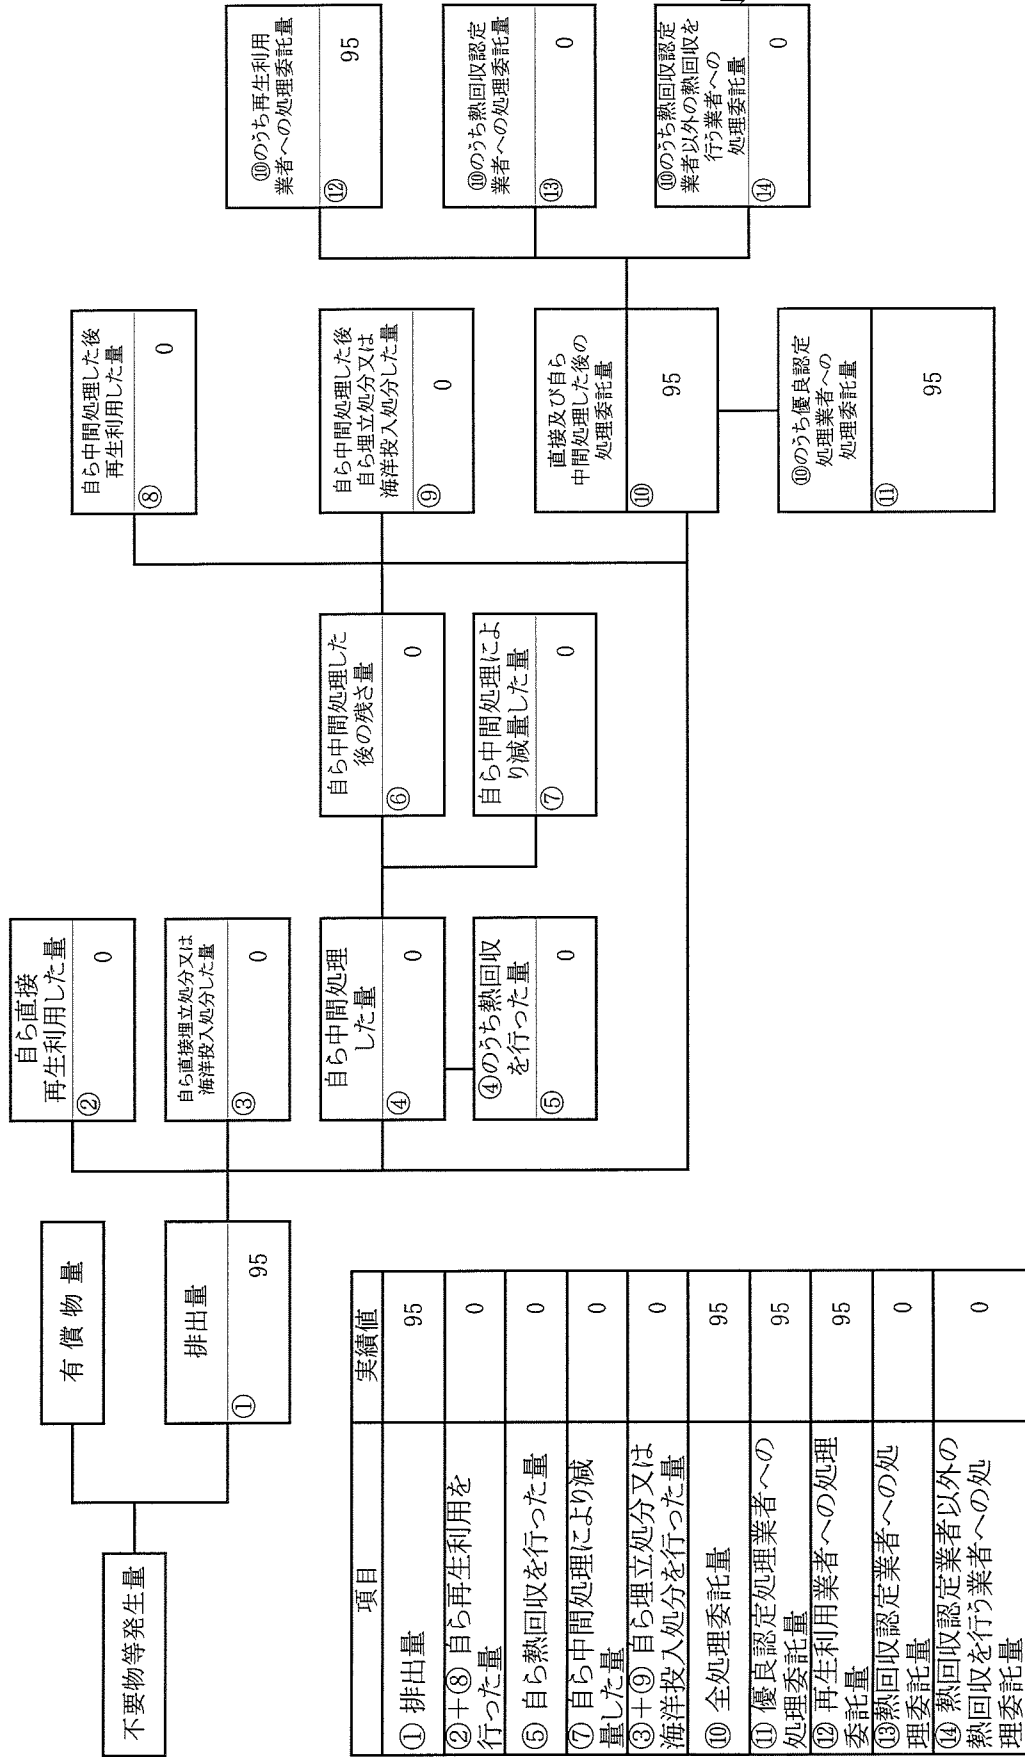 不要物等発生量
有償物量
排出量
①
95
自ら直接
再生利用した量
②
0
自ら直接埋立処分又は
海洋投入処分した量
③
0
自ら中間処理
した量
④
0
④のうち熱回収
を行った量
⑤
0
自ら中間処理した
後の残さ量
⑥
0
自ら中間処理によ
り減量した量
⑦
0
自ら中間処理した後
再生利用した量
⑧
0
自ら中間処理した後
自ら埋立処分又は
海洋投入処分した量
⑨
0
直接及び自ら
中間処理した後の
処理委託量
⑩
95
⑩のうち優良認定
処理業者への
処理委託量
⑪
95
⑩のうち再生利用
業者への処理委託量
⑫
95
⑩のうち熱回収認定
業者への処理委託量
⑬
0
⑩のうち熱回収認定
業者以外の熱回収を
行う業者への
処理委託量
⑭
0
項目 実績値
① 排出量 95
②＋⑧ 自ら再生利用を
行った量 0
⑤ 自ら熱回収を行った量 0
⑦ 自ら中間処理により減
量した量 0
③＋⑨ 自ら埋立処分又は
海洋投入処分を行った量 0
⑩ 全処理委託量 95
⑪ 優良認定処理業者への
処理委託量 95
⑫ 再生利用業者への処理
委託量 95
⑬熱回収認定業者への処
理委託量 0
⑭ 熱回収認定業者以外の
熱回収を行う業者への処
理委託量 0